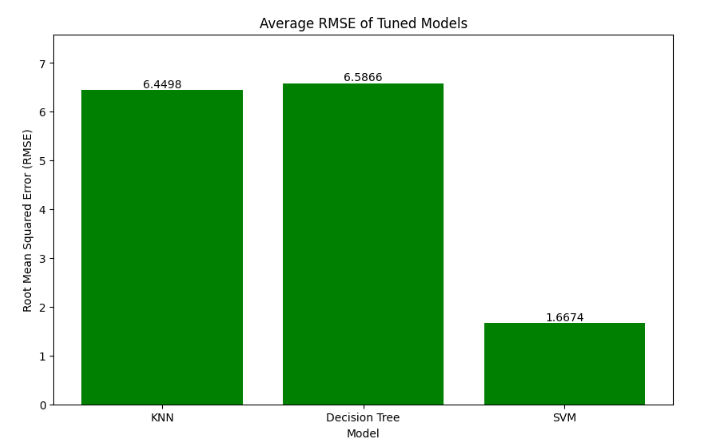 Average RMSE of Tuned Models
Root Mean Squared Error (RMSE)
7
6
5
4
3
2
1
0
6.4498
6.5866
1.6674
KNN
Decision Tree
SVM
Model